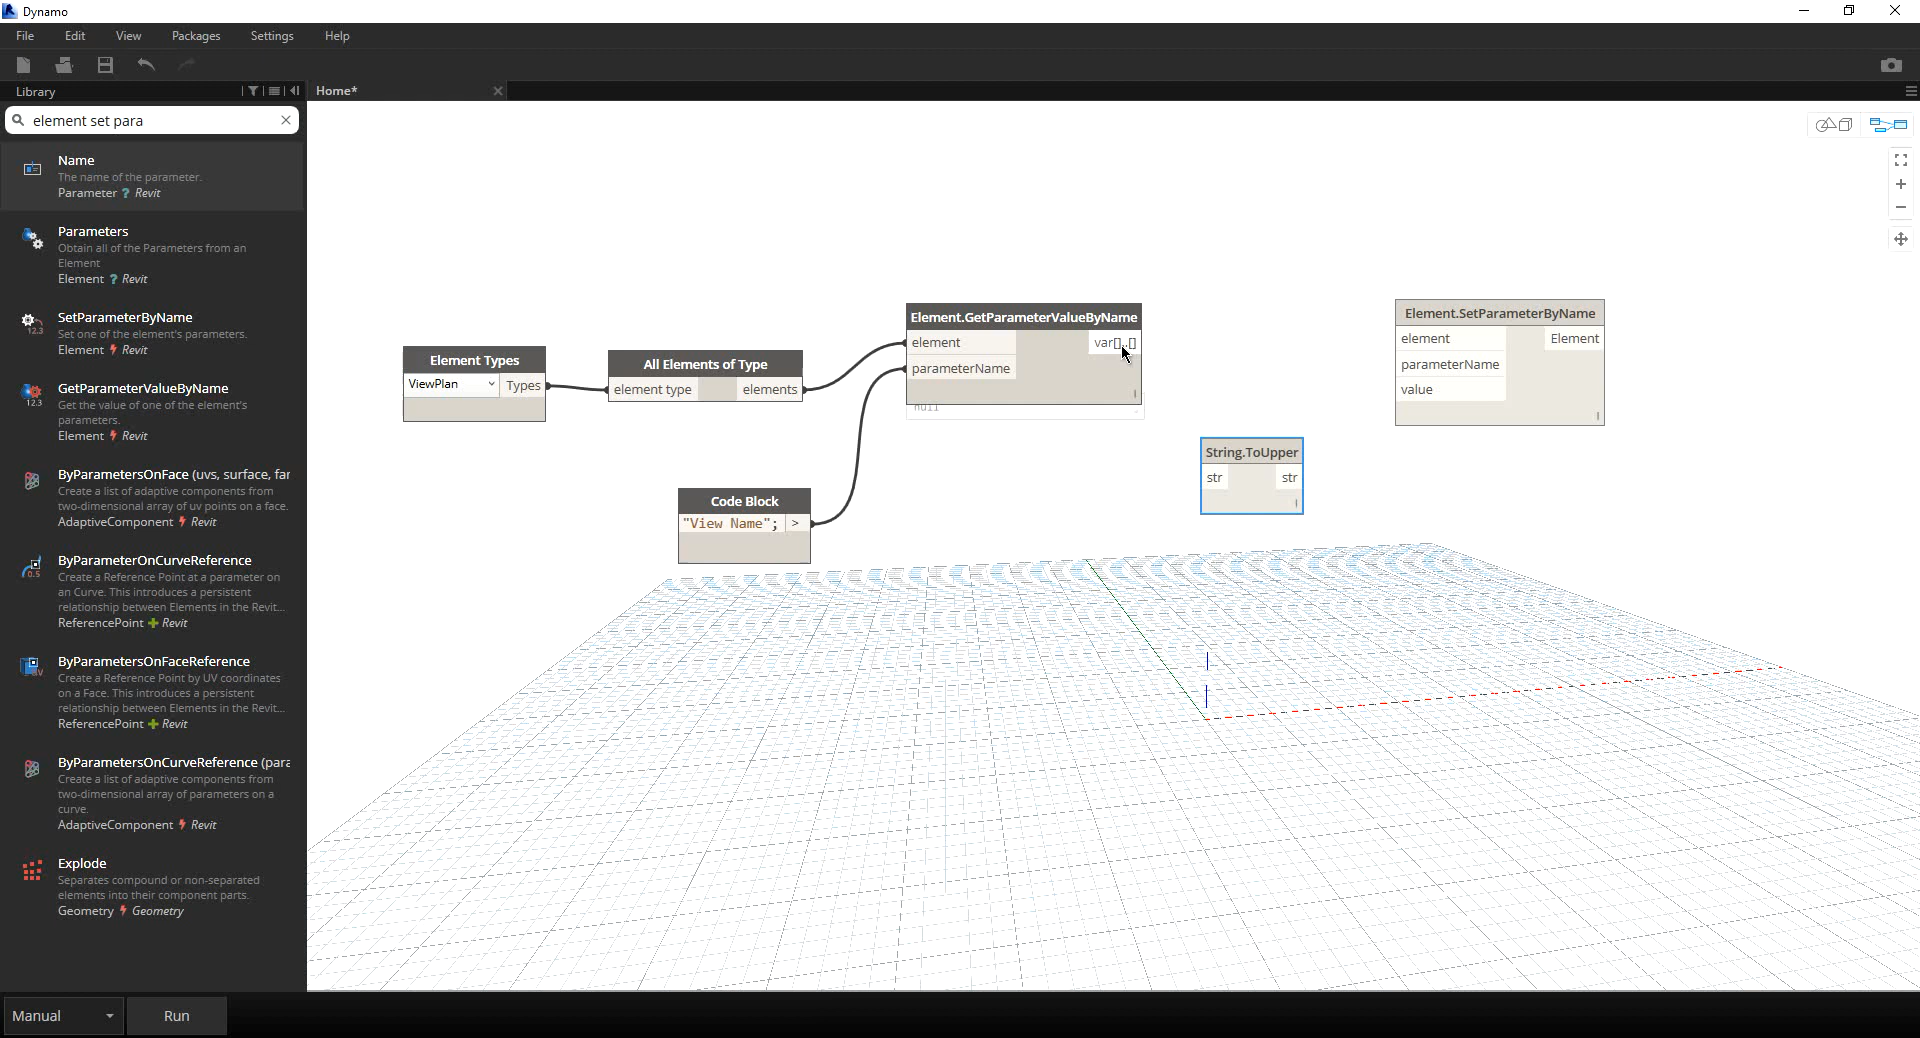 Dynamo
File Edit View Packages Settings Help
Library
Home*
element set para
Name
The name of the parameter.
Parameter ? Revit
Parameters
Obtain all of the Parameters from an
Element
Element ? Revit
SetParameterByName
Set one of the element's parameters.
Element Revit
GetParameterValueByName
Get the value of one of the element's
parameters.
Element Revit
ByParametersOnFace (uvs, surface, far
Create a list of adaptive components from
two-dimensional array of uv points on a face.
AdaptiveComponent Revit
ByParameterOnCurveReference
Create a Reference Point at a parameter on
an Curve. This introduces a persistent
relationship between Elements in the Revit...
ReferencePoint Revit
ByParametersOnFaceReference
Create a Reference Point by UV coordinates
on a Face. This introduces a persistent
relationship between Elements in the Revit...
ReferencePoint Revit
ByParametersOnCurveReference (para
Create a list of adaptive components from
two-dimensional array of parameters on a
curve.
AdaptiveComponent Revit
Explode
Separates compound or non-separated
elements into their component parts.
Geometry Geometry
Element Types
ViewPlan Types
All Elements of Type
element type elements
Code Block
"View Name"; >
Element.GetParameterValueByName
element var[]..[]
parameterName
null
String.ToUpper
str str
Element.SetParameterByName
element Element
parameterName
value
Manual Run